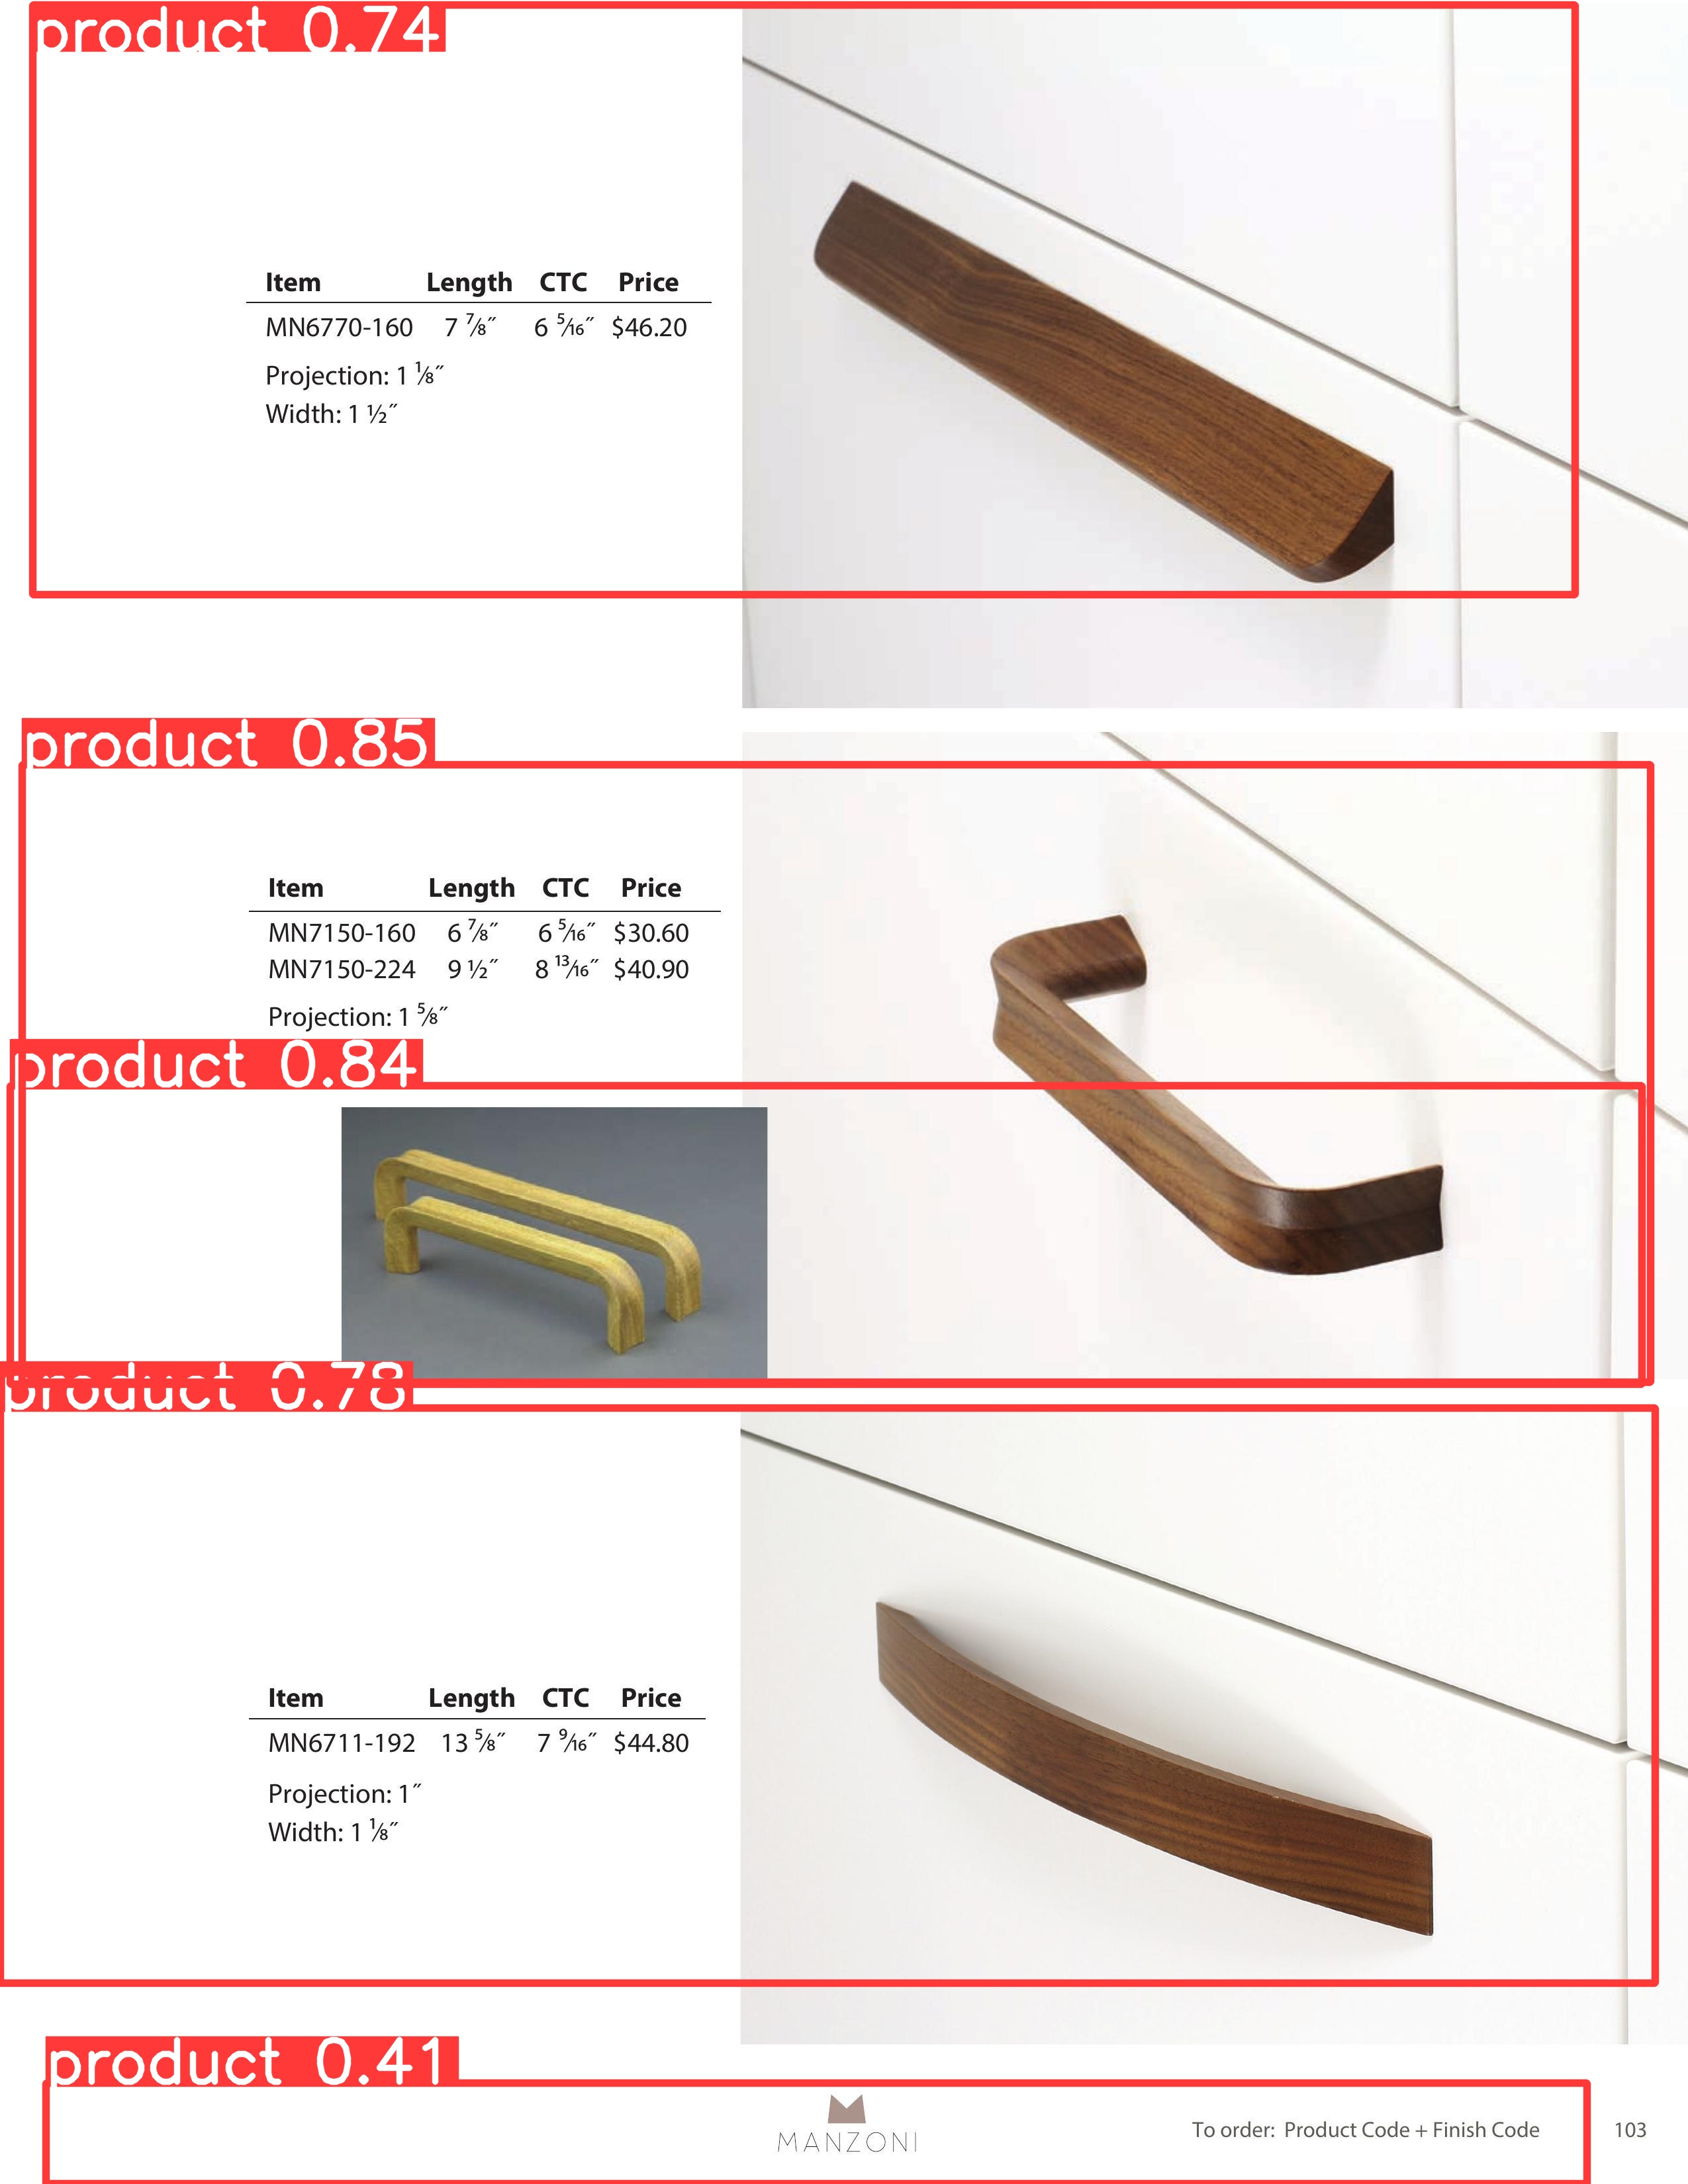 product 0.74
Item Length CTC Price
MN6770-160 7 ⅞″ 6 5⁄16″ $46.20
Projection: 1 ⅛″
Width: 1 ½″
product 0.85
Item Length CTC Price
MN7150-160 6 ⅞″ 6 5⁄16″ $30.60
MN7150-224 9 ½″ 8 13⁄16″ $40.90
Projection: 1 ⅝″
product 0.84
product 0.78
Item Length CTC Price
MN6711-192 13 ⅝″ 7 9⁄16″ $44.80
Projection: 1″
Width: 1 ⅛″
product 0.41
MANZONI
To order: Product Code + Finish Code 103